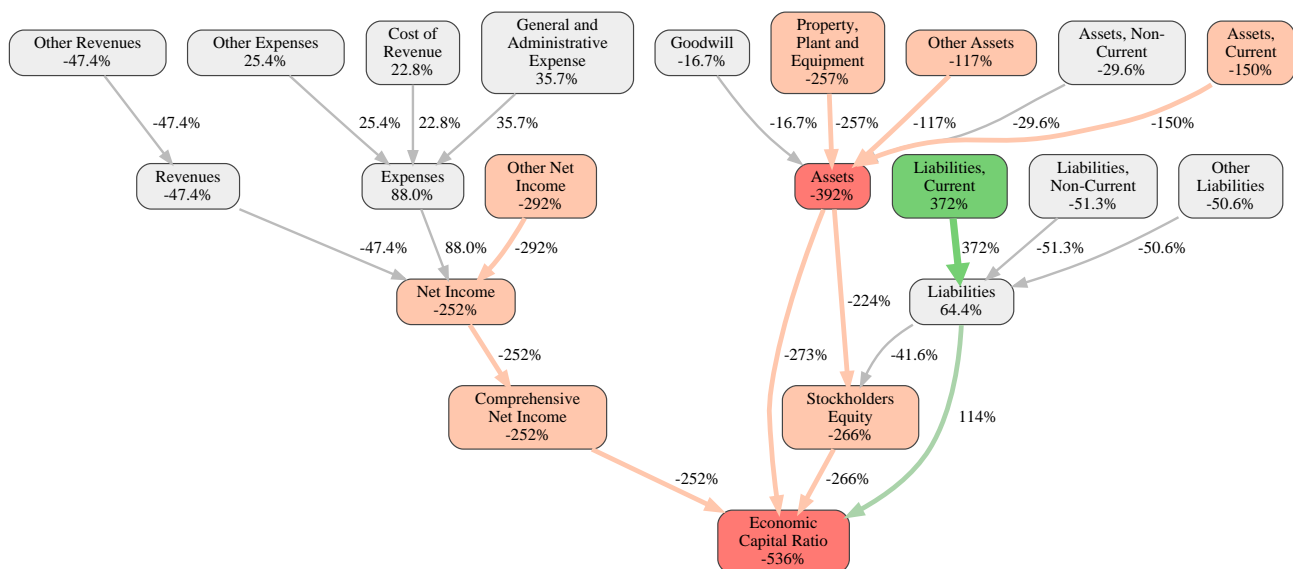 Other Revenues
-47.4%
Other Expenses
25.4%
Cost of
Revenue
22.8%
General and
Administrative
Expense
35.7%
Goodwill
-16.7%
Property,
Plant and
Equipment
-257%
Other Assets
-117%
Assets, Non-
Current
-29.6%
Assets,
Current
-150%
-47.4%
25.4%
22.8%
35.7%
-16.7%
-257%
-117%
-29.6%
-150%
Revenues
-47.4%
Expenses
88.0%
Other Net
Income
-292%
Assets
-392%
Liabilities,
Current
372%
Liabilities,
Non-Current
-51.3%
Other
Liabilities
-50.6%
-47.4%
88.0%
-292%
372%
-51.3%
-50.6%
Net Income
-252%
-224%
Liabilities
64.4%
-252%
-273%
-41.6%
Comprehensive
Net Income
-252%
Stockholders
Equity
-266%
114%
-252%
-266%
Economic
Capital Ratio
-536%